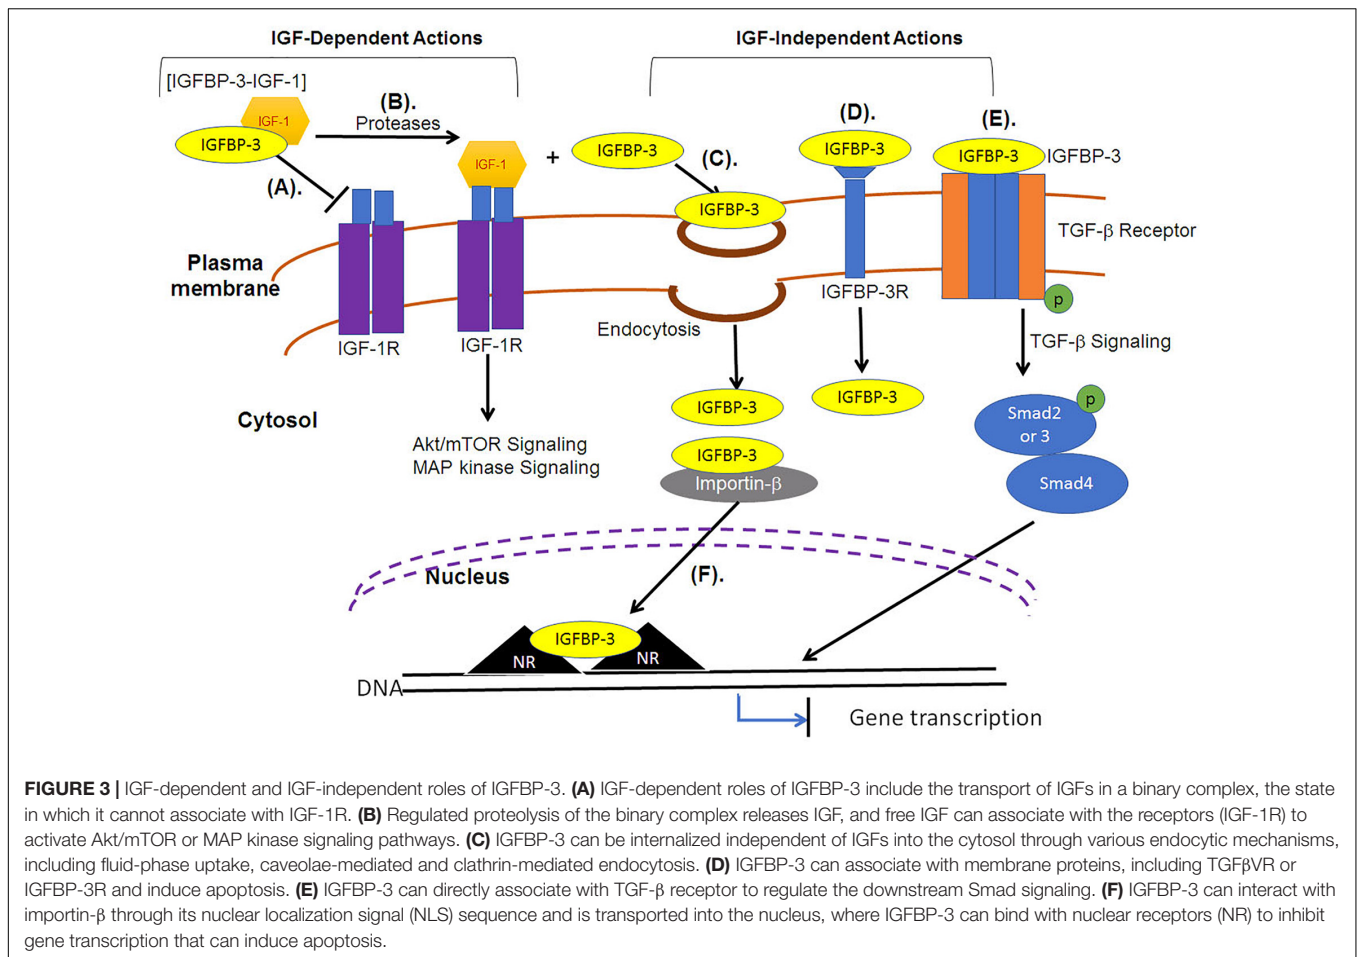 IGF-Dependent Actions
IGF-Independent Actions
[IGFBP-3-IGF-1]
IGF-1
IGFBP-3
(B).
Proteases
(A).
IGF-1
+
IGFBP-3
(C).
IGFBP-3
(D).
IGFBP-3
(E).
IGFBP-3
IGFBP-3
TGF-β Receptor
Plasma
membrane
IGF-1R
IGF-1R
Endocytosis
IGFBP-3R
p
TGF-β Signaling
Cytosol
Akt/mTOR Signaling
MAP kinase Signaling
IGFBP-3
IGFBP-3
Importin-β
IGFBP-3
p
Smad2
or 3
Smad4
Nucleus
(F).
IGFBP-3
NR
NR
DNA
Gene transcription
FIGURE 3 | IGF-dependent and IGF-independent roles of IGFBP-3. (A) IGF-dependent roles of IGFBP-3 include the transport of IGFs in a binary complex, the state
in which it cannot associate with IGF-1R. (B) Regulated proteolysis of the binary complex releases IGF, and free IGF can associate with the receptors (IGF-1R) to
activate Akt/mTOR or MAP kinase signaling pathways. (C) IGFBP-3 can be internalized independent of IGFs into the cytosol through various endocytic mechanisms,
including fluid-phase uptake, caveolae-mediated and clathrin-mediated endocytosis. (D) IGFBP-3 can associate with membrane proteins, including TGFβVR or
IGFBP-3R and induce apoptosis. (E) IGFBP-3 can directly associate with TGF-β receptor to regulate the downstream Smad signaling. (F) IGFBP-3 can interact with
importin-β through its nuclear localization signal (NLS) sequence and is transported into the nucleus, where IGFBP-3 can bind with nuclear receptors (NR) to inhibit
gene transcription that can induce apoptosis.